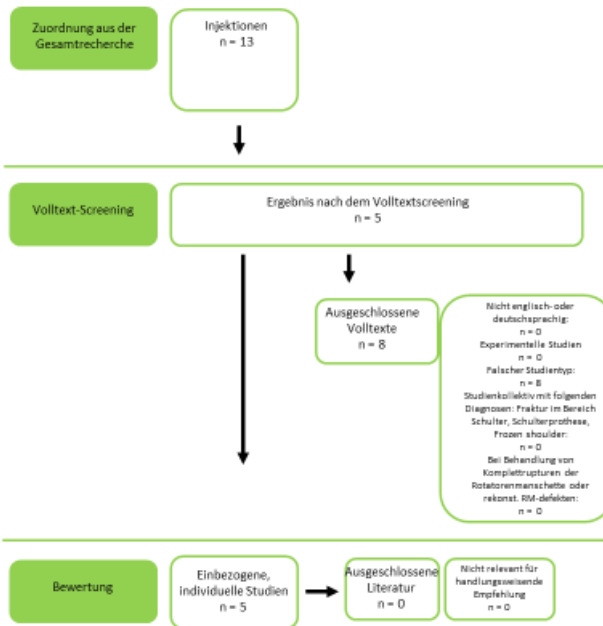 Zuordnung aus der
Gesamtrecherche
Injektionen
n = 13
Volltext-Screening
Ergebnis nach dem Volltextscreening
n = 5
Ausgeschlossene
Volltexte
n = 8
Nicht englisch- oder
deutschsprachig:
n = 0
Experimentelle Studien
n = 0
Falscher Studientyp:
n = 8
Studienkollektiv mit folgenden
Diagnosen: Fraktur im Bereich
Schulter, Schulterprothese,
Frozen shoulder:
n = 0
Bei Behandlung von
Komplettrupturen der
Rotatorenmanschette oder
rekonst. RM-defekten:
n = 0
Bewertung
Einbezogene,
individuelle Studien
n = 5
Ausgeschlossene
Literatur
n = 0
Nicht relevant für
handlungsweisende
Empfehlung
n = 0